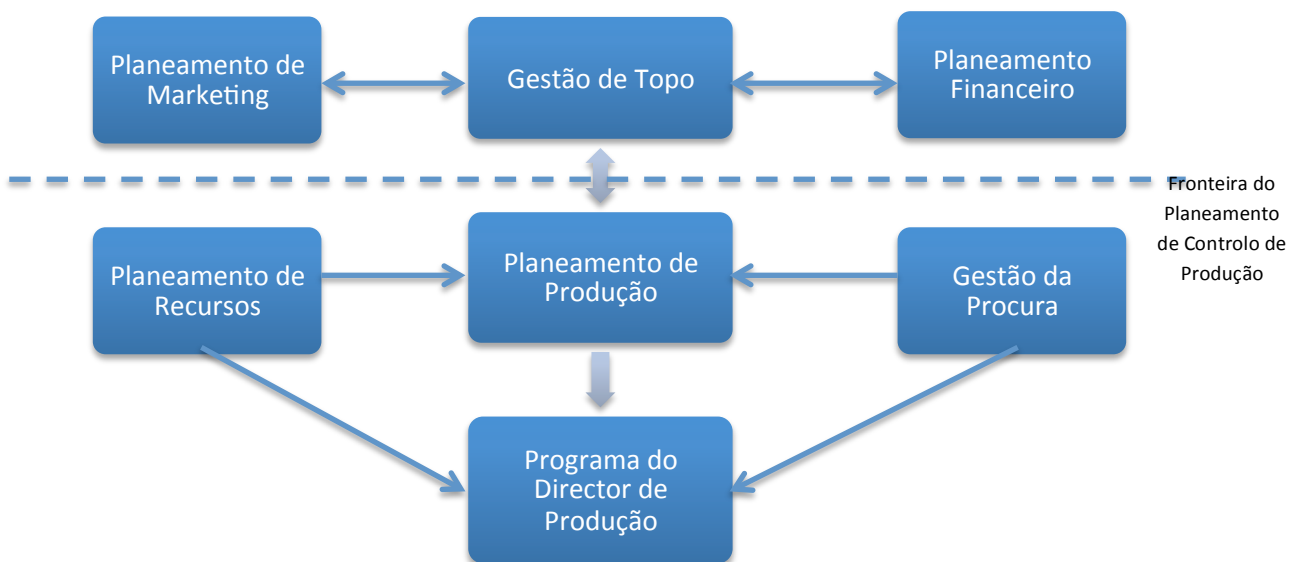 Planeamento de
Marketing
Gestão de Topo
Planeamento
Financeiro
Fronteira do
Planeamento
de Controlo de
Produção
Planeamento de
Recursos
Planeamento de
Produção
Gestão da
Procura
Programa do
Director de
Produção